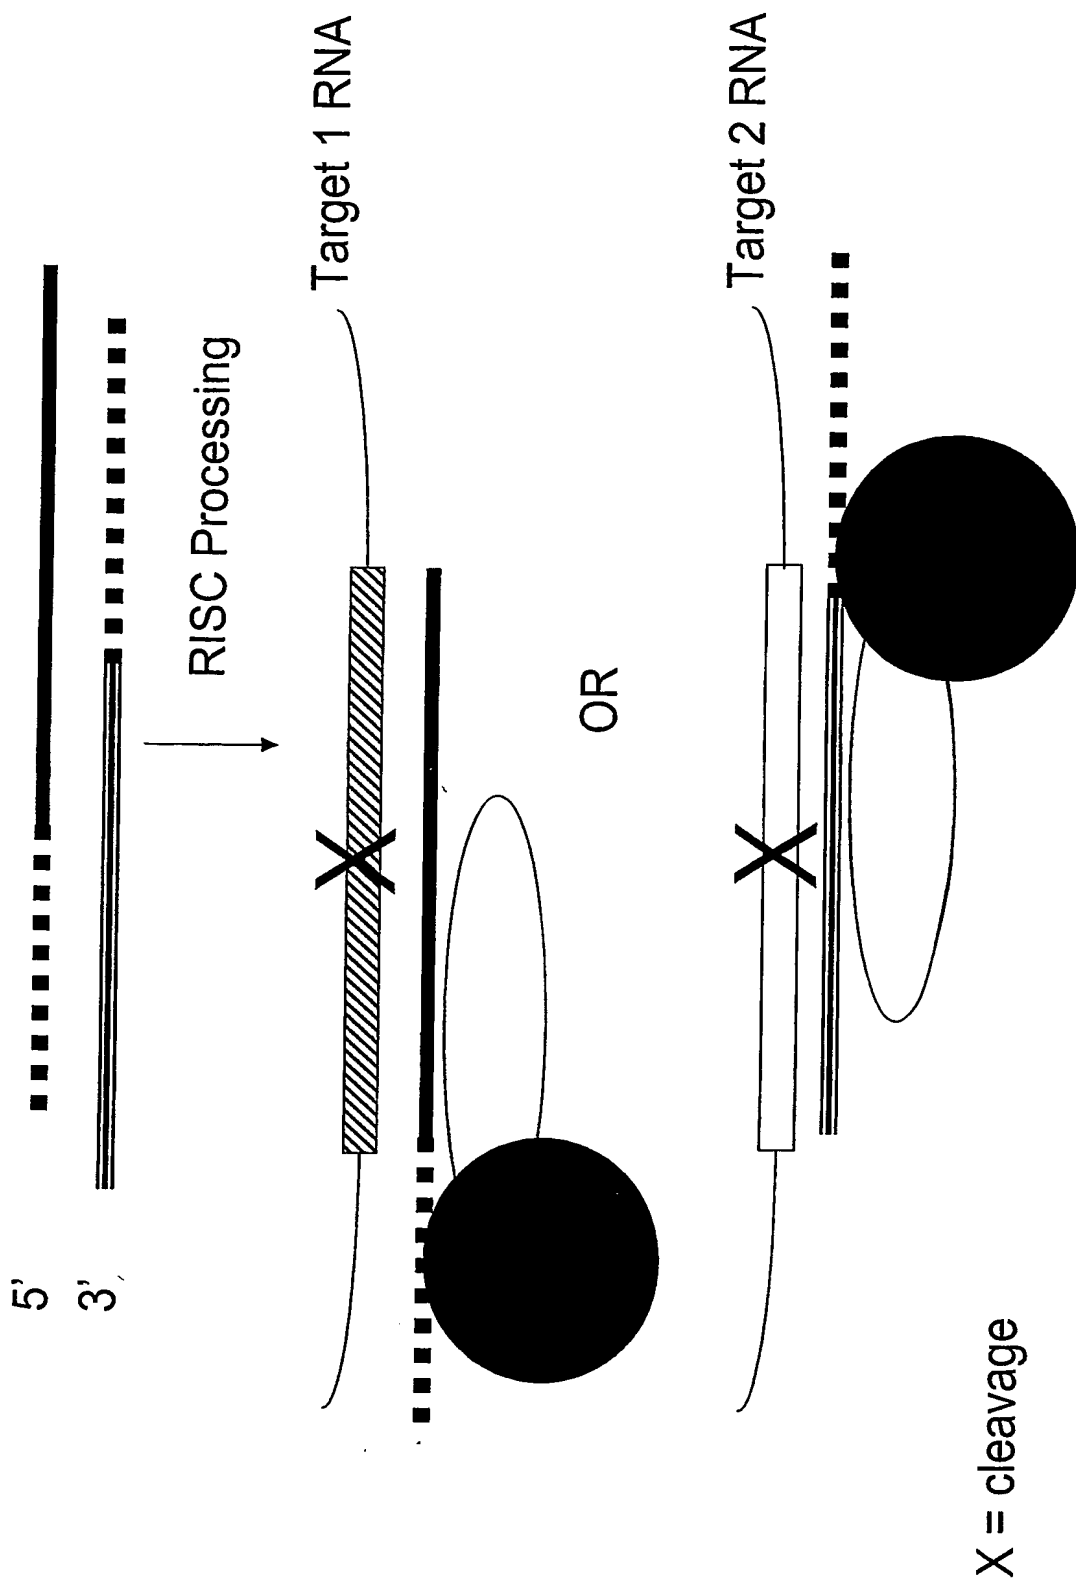 5'
3'
RISC Processing
Target 1 RNA
X
OR
Target 2 RNA
X
X = cleavage